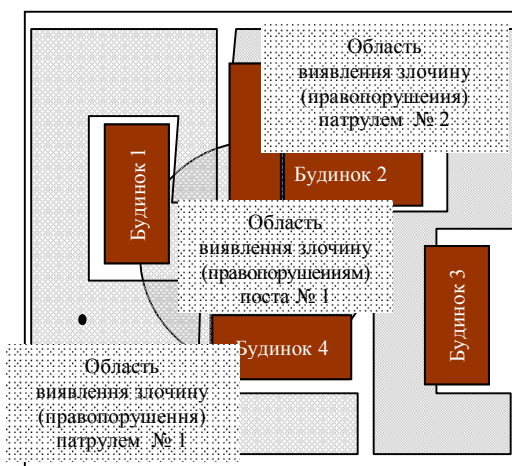 Область
виявлення злочину
(правопорушення)
патрулем № 2
Будинок 1
Будинок 2
Область
виявлення злочину
(правопорушенням)
поста № 1
Будинок 3
Будинок 4
Область
виявлення злочину
(правопорушення)
патрулем № 1